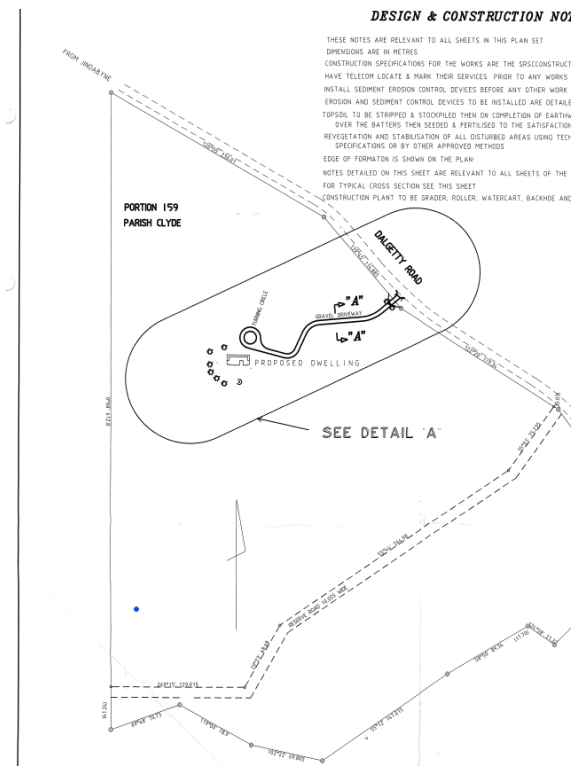 DESIGN & CONSTRUCTION NOT
THESE NOTES ARE RELEVANT TO ALL SHEETS IN THIS PLAN SET
DIMENSIONS ARE IN METRES
CONSTRUCTION SPECIFICATIONS FOR THE WORKS ARE THE SRSCCONSTRUCT
HAVE TELECOM LOCATE & MARK THEIR SERVICES PRIOR TO ANY WORKS
INSTALL SEDIMENT EROSION CONTROL DEVICES BEFORE ANY OTHER WORK
EROSION AND SEDIMENT CONTROL DEVICES TO BE INSTALLED ARE DETAILE
TOPSOIL TO BE STRIPPED & STOCKPILED THEN ON COMPLETION OF EARTHW
OVER THE BATTERS THEN SEEDED & FERTILISED TO THE SATISFACTION
REVEGETATION AND STABILISATION OF ALL DISTURBED AREAS USING TECH
SPECIFICATIONS OR BY OTHER APPROVED METHODS
EDGE OF FORMATON IS SHOWN ON THE PLAN
NOTES DETAILED ON THIS SHEET ARE RELEVANT TO ALL SHEETS OF THE
FOR TYPICAL CROSS SECTION SEE THIS SHEET
CONSTRUCTION PLANT TO BE GRADER, ROLLER, WATERCART, BACKHOE AND
FROM JINDABYNE
PORTION 159
PARISH CLYDE
DALGETTY ROAD
TURNING CIRCLE
"A"
GRAVEL DRIVEWAY
"A"
PROPOSED DWELLING
SEE DETAIL 'A'
RESERVE ROAD 10.055 WIDE